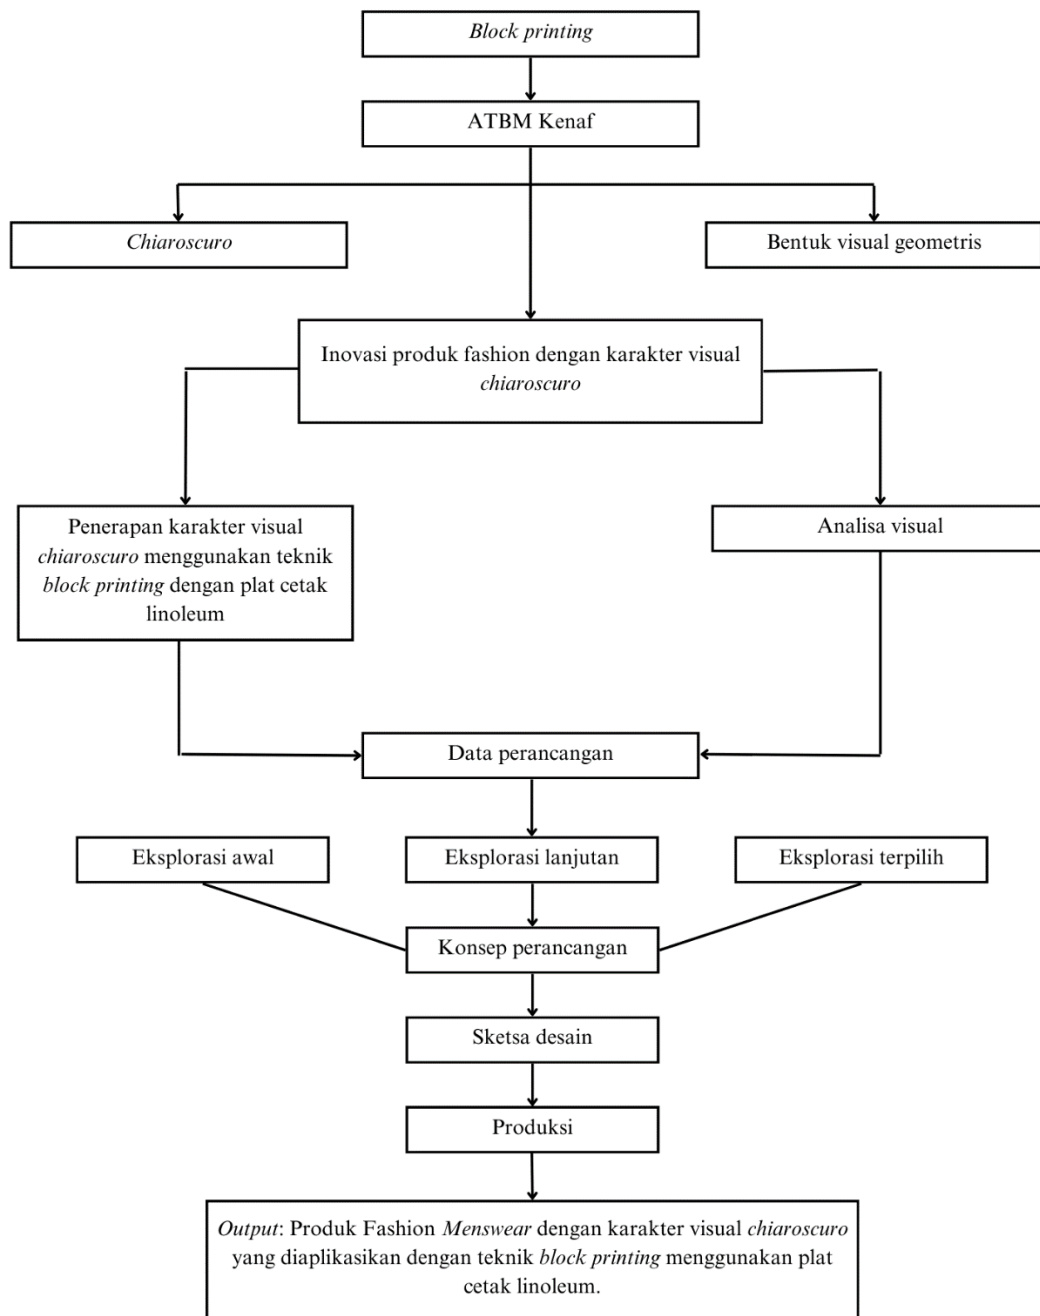 Block printing
ATBM Kenaf
Chiaroscuro
Bentuk visual geometris
Inovasi produk fashion dengan karakter visual
chiaroscuro
Penerapan karakter visual
chiaroscuro menggunakan teknik
block printing dengan plat cetak
linoleum
Analisa visual
Data perancangan
Eksplorasi awal
Eksplorasi lanjutan
Eksplorasi terpilih
Konsep perancangan
Sketsa desain
Produksi
Output: Produk Fashion Menswear dengan karakter visual chiaroscuro
yang diaplikasikan dengan teknik block printing menggunakan plat
cetak linoleum.